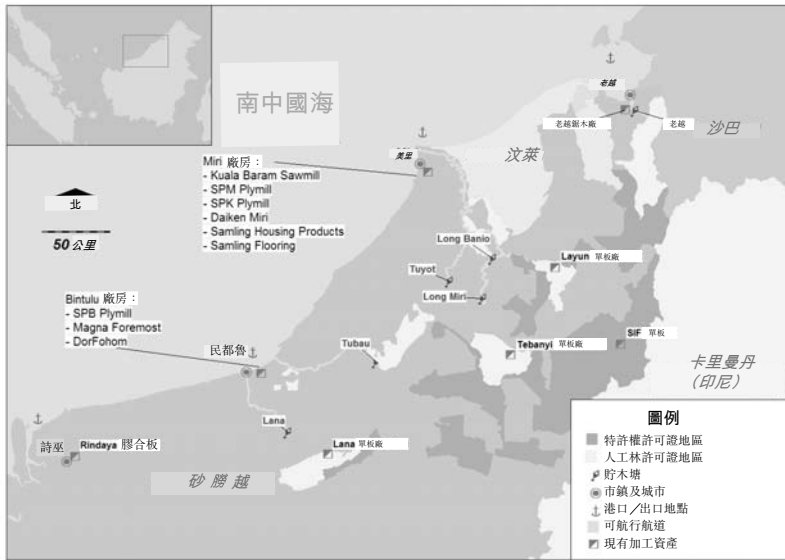 南中國海
老越
老越鋸木廠
老越
沙巴
汶萊
美里
Miri 廠房：
- Kuala Baram Sawmill
- SPM Plymill
- SPK Plymill
- Daiken Miri
- Samling Housing Products
- Samling Flooring
北
50 公里
Long Banio
Layun 單板廠
Tuyot
Long Miri
Bintulu 廠房：
- SPB Plymill
- Magna Foremost
- DorFohom
民都魯
Tubau
Tebanyi 單板廠
SIF 單板
卡里曼丹
（印尼）
Lana
詩巫
Rindaya 膠合板
Lana 單板廠
砂勝越
圖例
特許權許可證地區
人工林許可證地區
貯木塘
市鎮及城市
港口／出口地點
可航行航道
現有加工資產